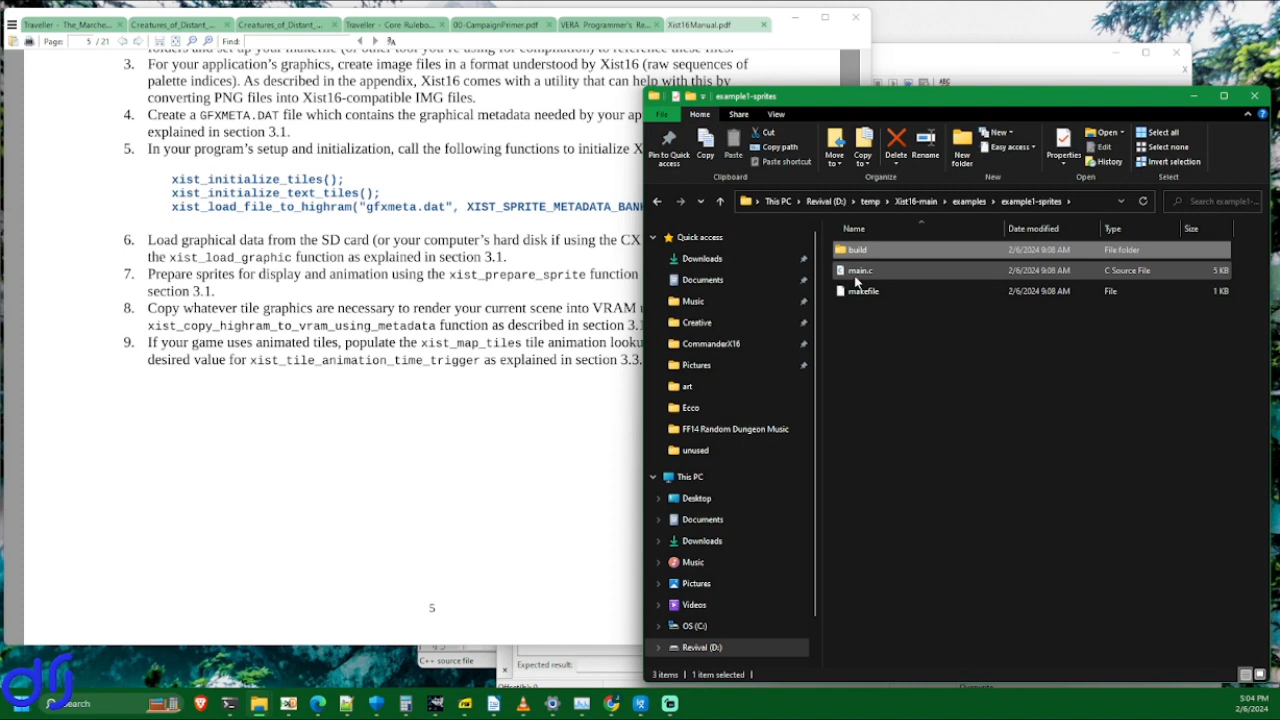 Traveller - The_Marche...
Creatures_of_Distant_...
Creatures_of_Distant_...
Traveller - Core Rulebo...
00-CampaignPrimer.pdf
VERA Programmer's Re...
Xist16Manual.pdf
Page: 5 / 21
Find:
3. For your application's graphics, create image files in a format understood by Xist16 (raw sequences of
palette indices). As described in the appendix, Xist16 comes with a utility that can help with this by
converting PNG files into Xist16-compatible IMG files.
4. Create a GFXMETA.DAT file which contains the graphical metadata needed by your ap
explained in section 3.1.
5. In your program's setup and initialization, call the following functions to initialize X
xist_initialize_tiles();
xist_initialize_text_tiles();
xist_load_file_to_highram("gfxmeta.dat", XIST_SPRITE_METADATA_BANK
6. Load graphical data from the SD card (or your computer's hard disk if using the CX
the xist_load_graphic function as explained in section 3.1.
7. Prepare sprites for display and animation using the xist_prepare_sprite function
section 3.1.
8. Copy whatever tile graphics are necessary to render your current scene into VRAM
xist_copy_highram_to_vram_using_metadata function as described in section 3.1
9. If your game uses animated tiles, populate the xist_map_tiles tile animation looku
desired value for xist_tile_animation_time_trigger as explained in section 3.3.
5
C++ source file
Expected result:
example1-sprites
File
Home
Share
View
Pin to Quick access
Copy
Paste
Cut
Copy path
Paste shortcut
Clipboard
Move to
Copy to
Delete
Rename
Organize
New folder
New
Easy access
New
Properties
Open
Edit
History
Open
Select all
Select none
Invert selection
Select
This PC > Revival (D:) > temp > Xist16-main > examples > example1-sprites >
Search example1-...
Name
Date modified
Type
Size
build 2/6/2024 9:08 AM File folder
main.c 2/6/2024 9:08 AM C Source File 5 KB
makefile 2/6/2024 9:08 AM File 1 KB
Quick access
Downloads
Documents
Music
Creative
CommanderX16
Pictures
art
Ecco
FF14 Random Dungeon Music
unused
This PC
Desktop
Documents
Downloads
Music
Pictures
Videos
OS (C:)
Revival (D:)
3 items
1 item selected
Search
5:04 PM
2/6/2024